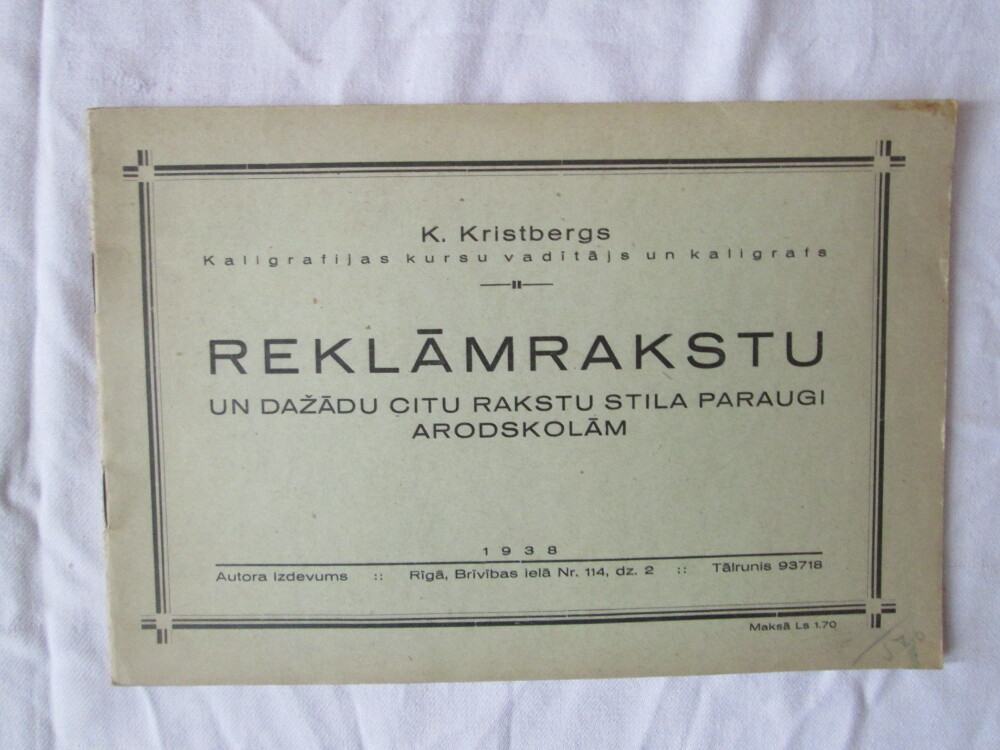 K. Kristbergs
Kaligrafijas kursu vadītājs un kaligrafs
REKLĀMRAKSTU
UN DAŽĀDU CITU RAKSTU STILA PARAUGI
ARODSKOLĀM
1938
Autora izdevums :: Rīgā, Brīvības ielā Nr. 114, dz. 2 :: Tālrunis 93718
Maksā Ls 1.70